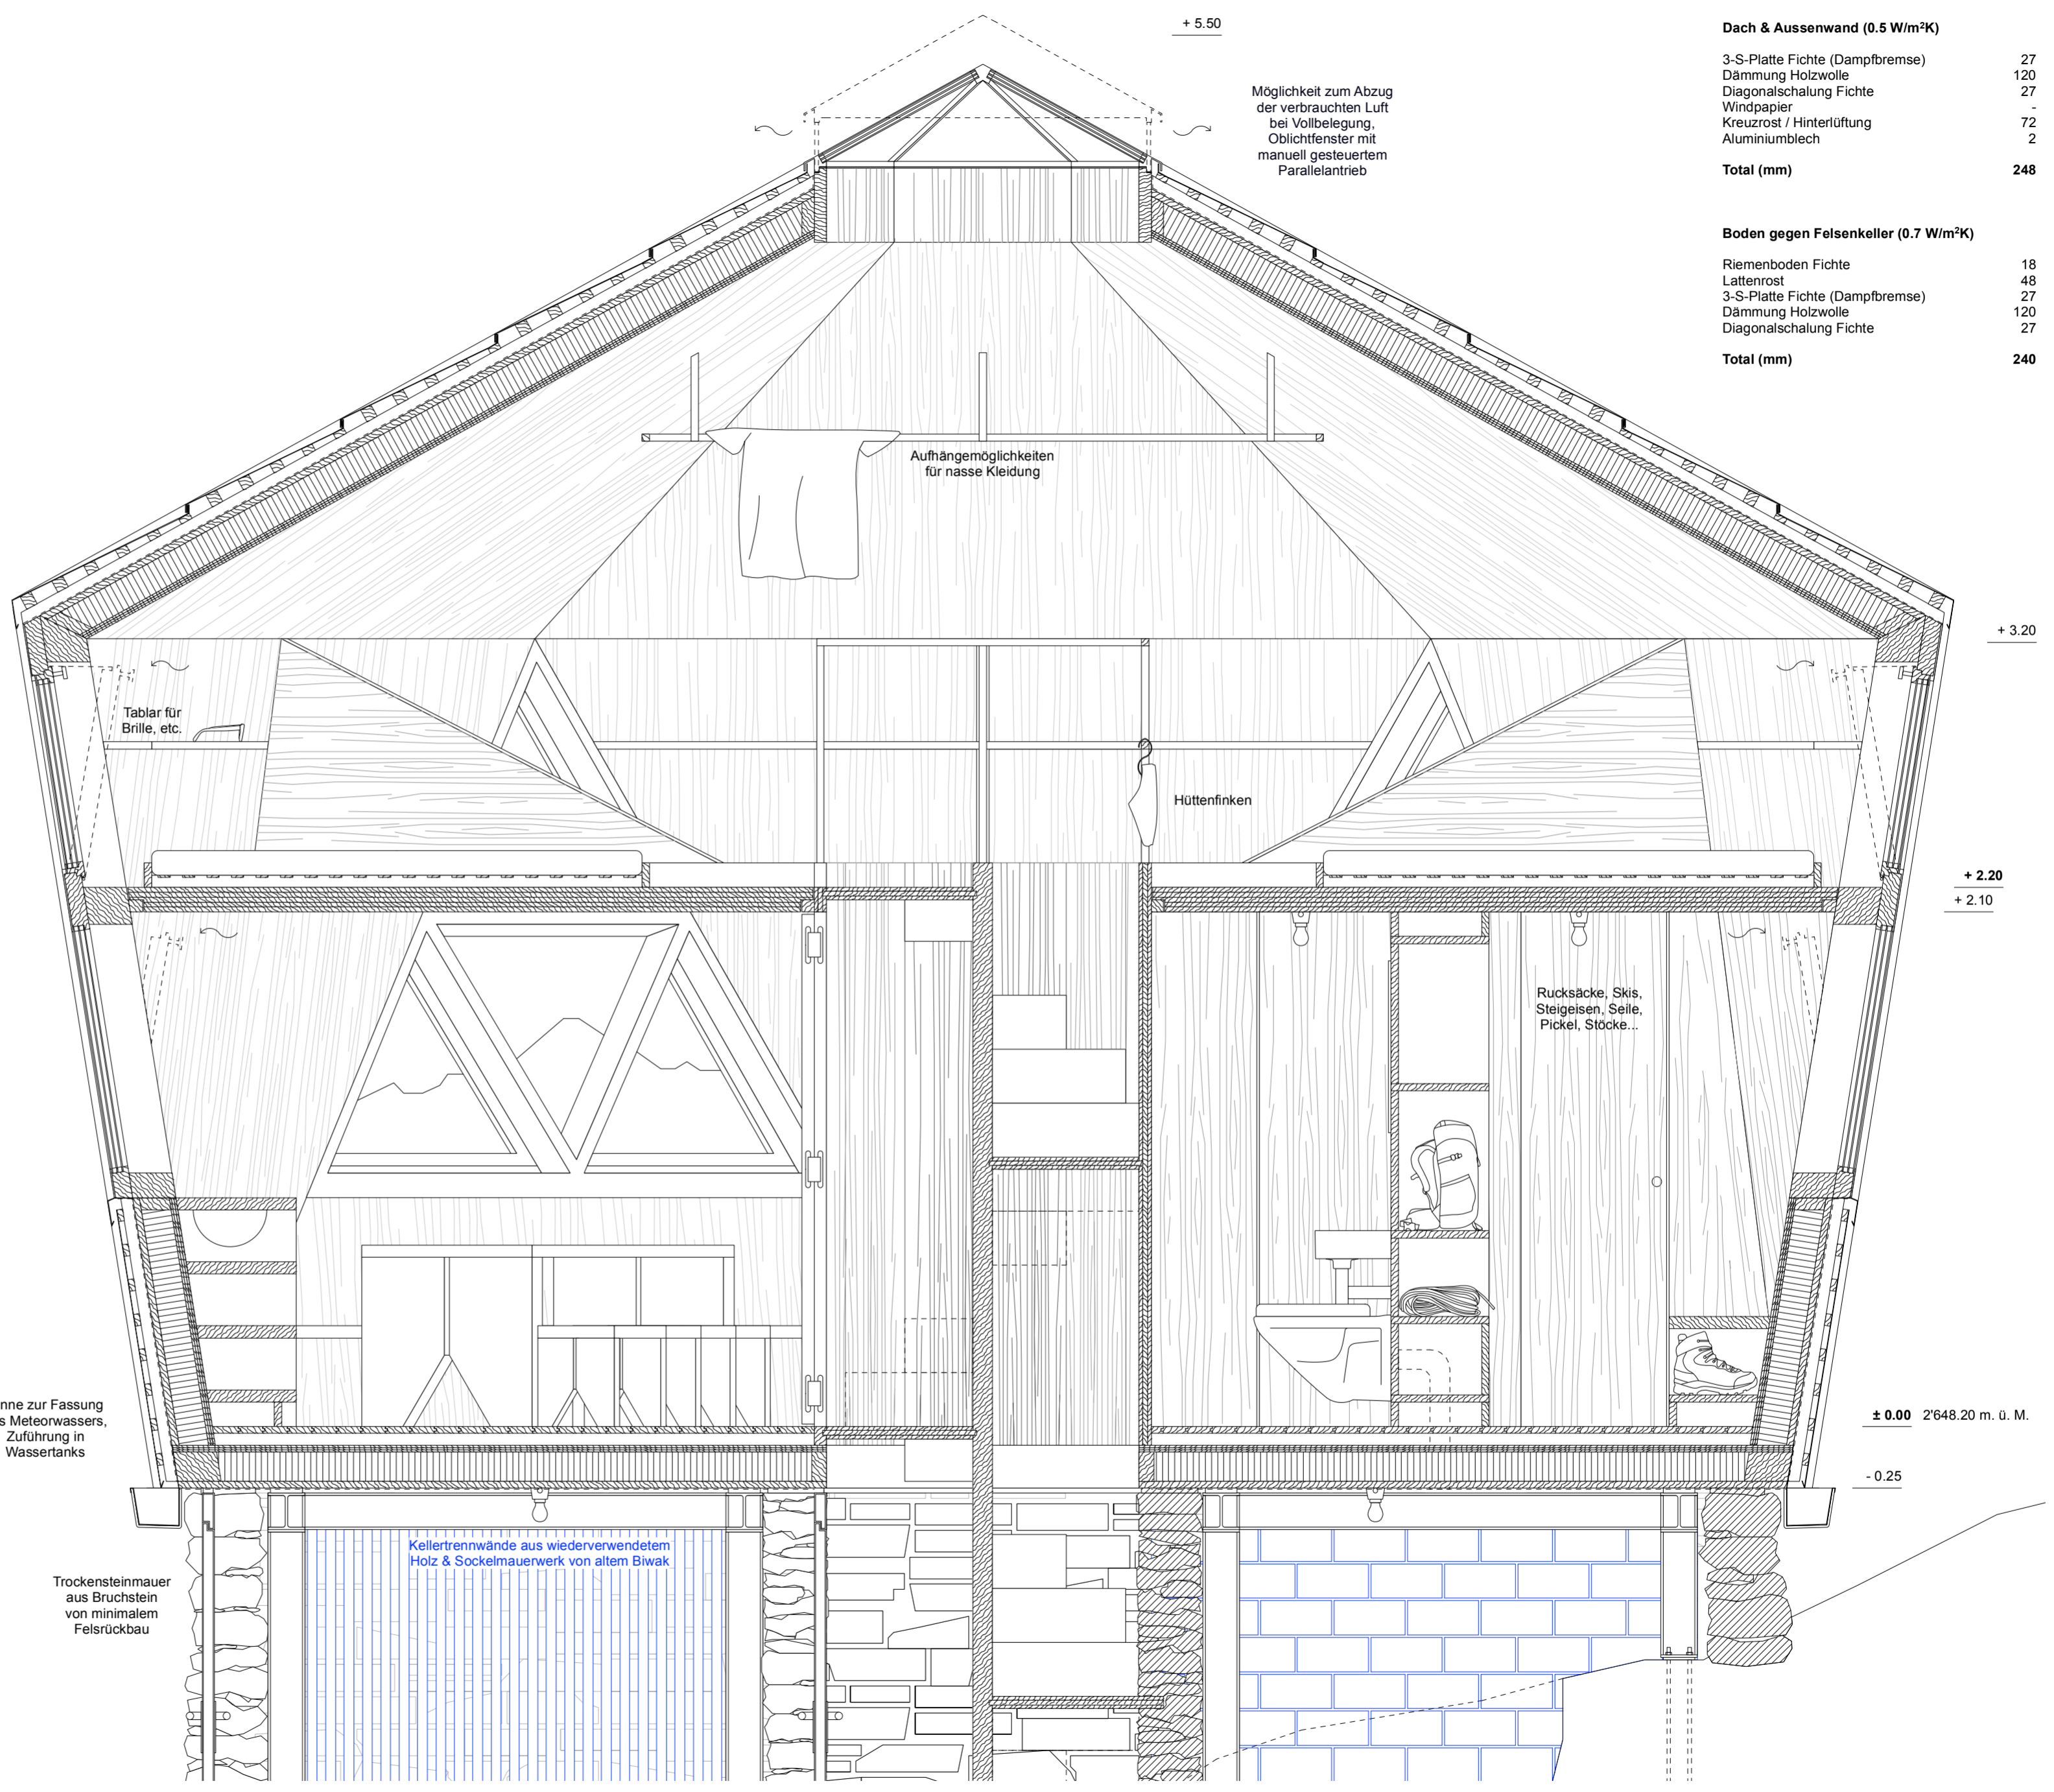 + 5.50
Dach & Aussenwand (0.5 W/m²K)
3-S-Platte Fichte (Dampfbremse) 27
Dämmung Holzwolle 120
Diagonalschalung Fichte 27
Windpapier -
Kreuzrost / Hinterlüftung 72
Aluminiumblech 2
Total (mm) 248
Möglichkeit zum Abzug
der verbrauchten Luft
bei Vollbelegung,
Oblichtfenster mit
manuell gesteuertem
Parallelantrieb
Boden gegen Felsenkeller (0.7 W/m²K)
Riemenboden Fichte 18
Lattenrost 48
3-S-Platte Fichte (Dampfbremse) 27
Dämmung Holzwolle 120
Diagonalschalung Fichte 27
Total (mm) 240
Aufhängemöglichkeiten
für nasse Kleidung
+ 3.20
Tablar für
Brille, etc.
Hüttenfinken
+ 2.20
+ 2.10
Rucksäcke, Skis,
Steigeisen, Seile,
Pickel, Stöcke...
nne zur Fassung
s Meteorwassers,
Zuführung in
Wassertanks
± 0.00 2'648.20 m. ü. M.
- 0.25
Kellertrennwände aus wiederverwendetem
Holz & Sockelmauerwerk von altem Biwak
Trockensteinmauer
aus Bruchstein
von minimalem
Felsrückbau